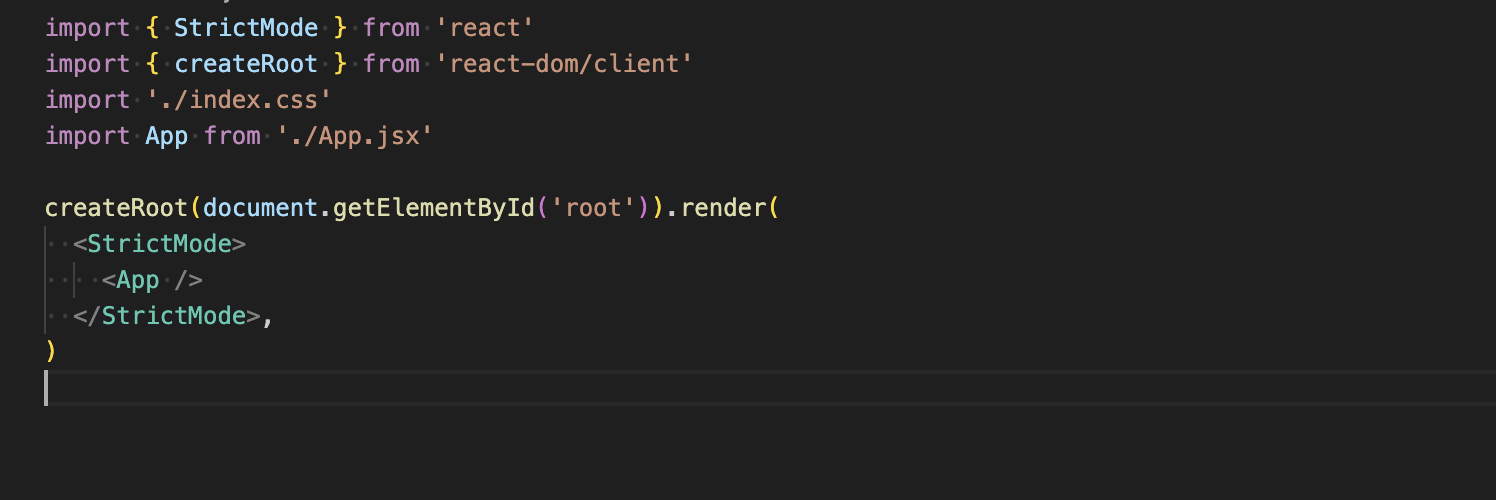 import { StrictMode } from 'react'
import { createRoot } from 'react-dom/client'
import './index.css'
import App from './App.jsx'

createRoot(document.getElementById('root')).render(
  <StrictMode>
    <App />
  </StrictMode>,
)